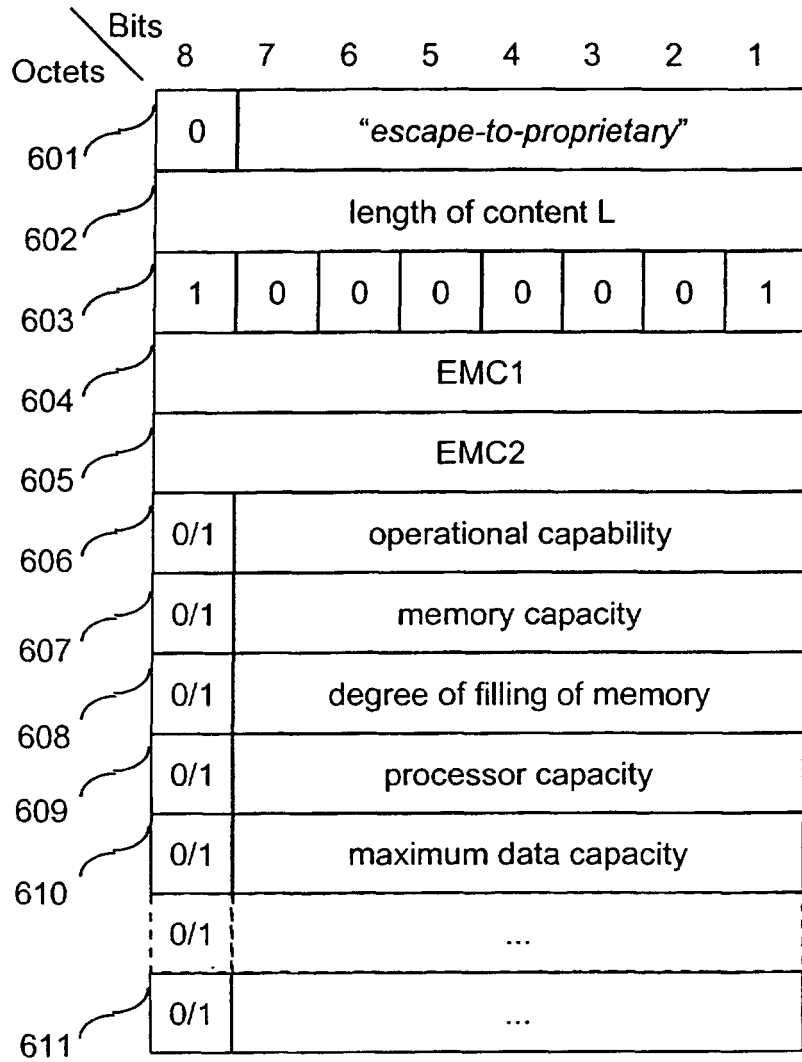 Bits
Octets 8 7 6 5 4 3 2 1
601 0 "escape-to-proprietary"
602 length of content L
603 1 0 0 0 0 0 0 1
604 EMC1
605 EMC2
606 0/1 operational capability
607 0/1 memory capacity
608 0/1 degree of filling of memory
609 0/1 processor capacity
610 0/1 maximum data capacity
0/1 ...
611 0/1 ...